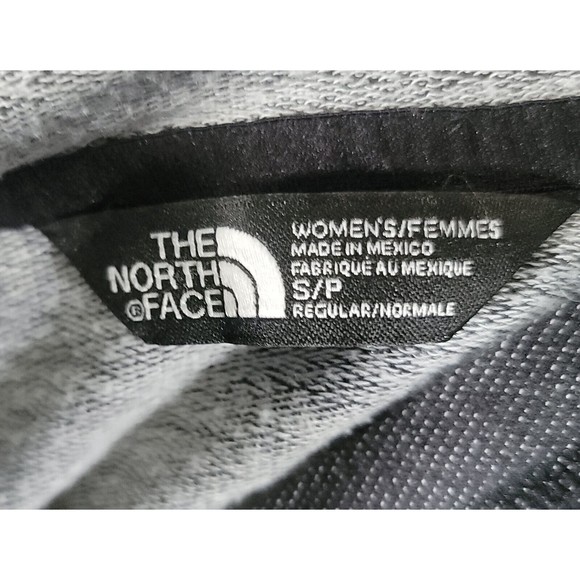 THE
NORTH
®FACE
WOMEN'S/FEMMES
MADE IN MEXICO
FABRIQUÉ AU MEXIQUE
S/P
REGULAR/NORMALE